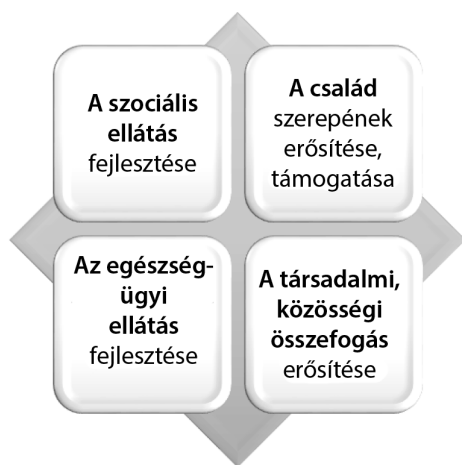 A szociális
ellátás
fejlesztése
A család
szerepének
erősítése,
támogatása
Az egészség-
ügyi
ellátás
fejlesztése
A társadalmi,
közösségi
összefogás
erősítése